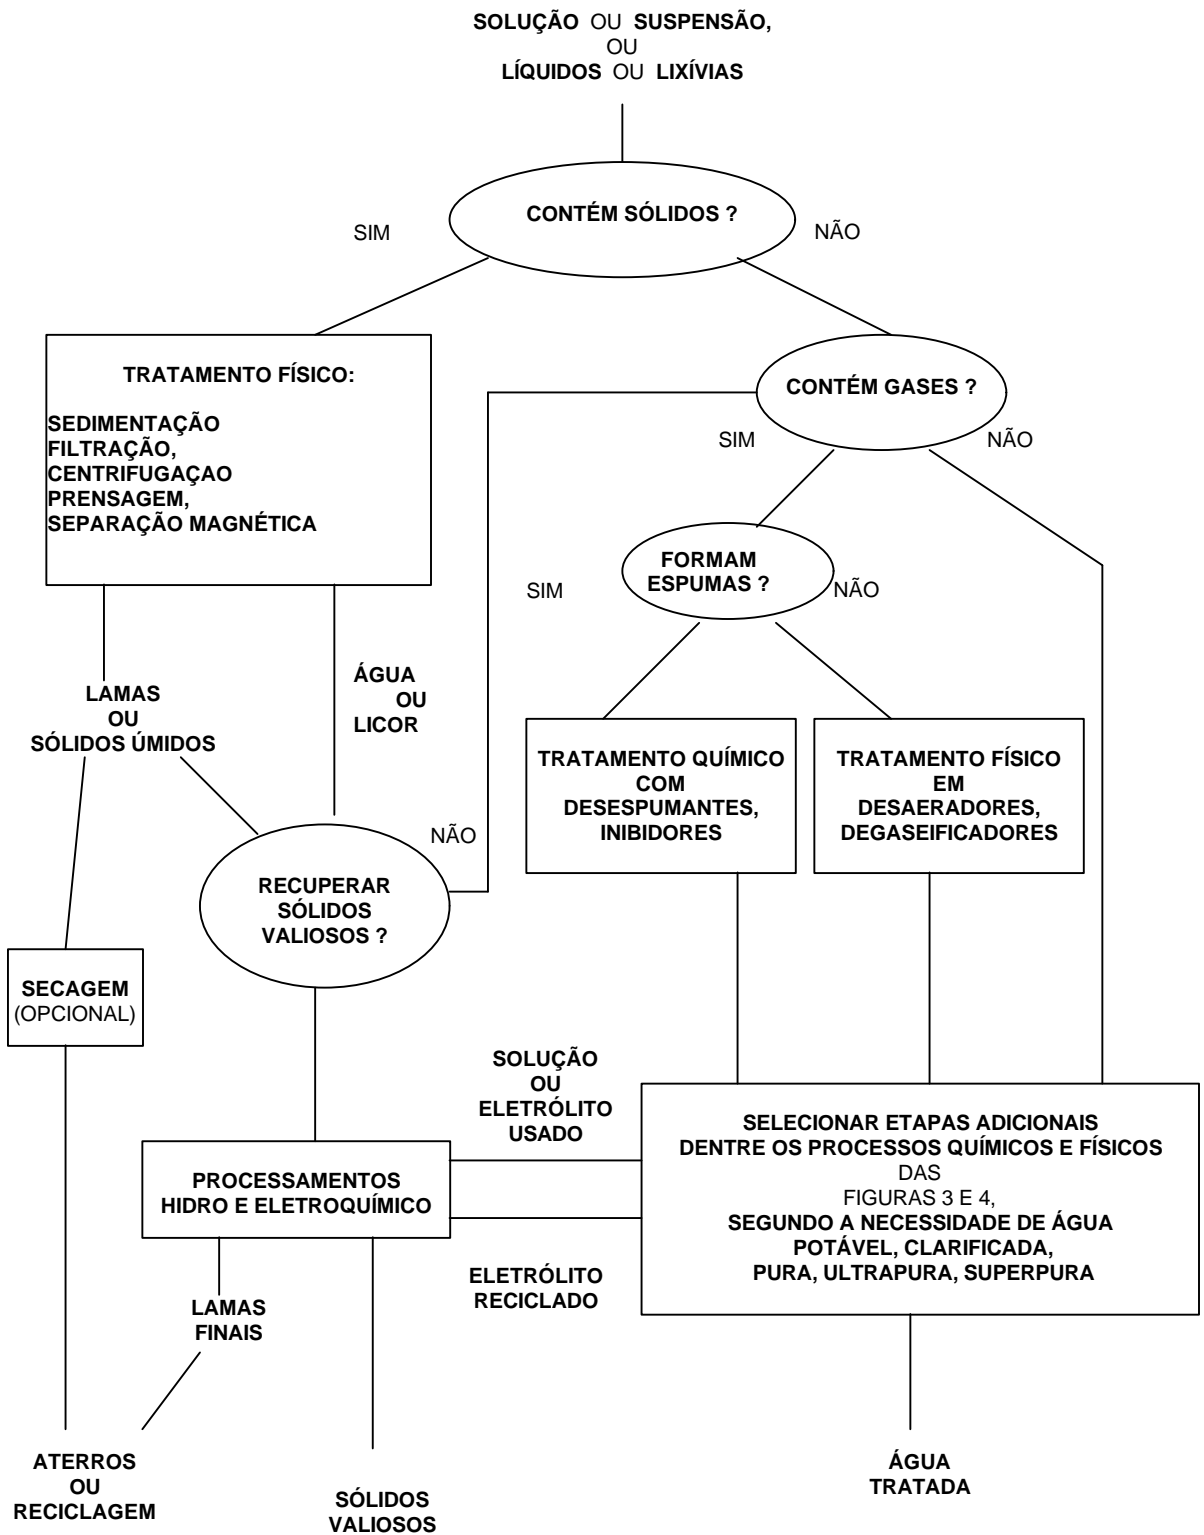 SOLUÇÃO OU SUSPENSÃO,
OU
LÍQUIDOS OU LIXÍVIAS
CONTÉM SÓLIDOS ?
SIM
NÃO
TRATAMENTO FÍSICO:
SEDIMENTAÇÃO
FILTRAÇÃO,
CENTRIFUGAÇAO
PRENSAGEM,
SEPARAÇÃO MAGNÉTICA
CONTÉM GASES ?
SIM
NÃO
FORMAM
ESPUMAS ?
SIM
NÃO
LAMAS
OU
SÓLIDOS ÚMIDOS
ÁGUA
OU
LICOR
TRATAMENTO QUÍMICO
COM
DESESPUMANTES,
INIBIDORES
TRATAMENTO FÍSICO
EM
DESAERADORES,
DEGASEIFICADORES
NÃO
RECUPERAR
SÓLIDOS
VALIOSOS ?
SECAGEM
(OPCIONAL)
SOLUÇÃO
OU
ELETRÓLITO
USADO
PROCESSAMENTOS
HIDRO E ELETROQUÍMICO
SELECIONAR ETAPAS ADICIONAIS
DENTRE OS PROCESSOS QUÍMICOS E FÍSICOS
DAS
FIGURAS 3 E 4,
SEGUNDO A NECESSIDADE DE ÁGUA
POTÁVEL, CLARIFICADA,
PURA, ULTRAPURA, SUPERPURA
ELETRÓLITO
RECICLADO
LAMAS
FINAIS
ATERROS
OU
RECICLAGEM
SÓLIDOS
VALIOSOS
ÁGUA
TRATADA